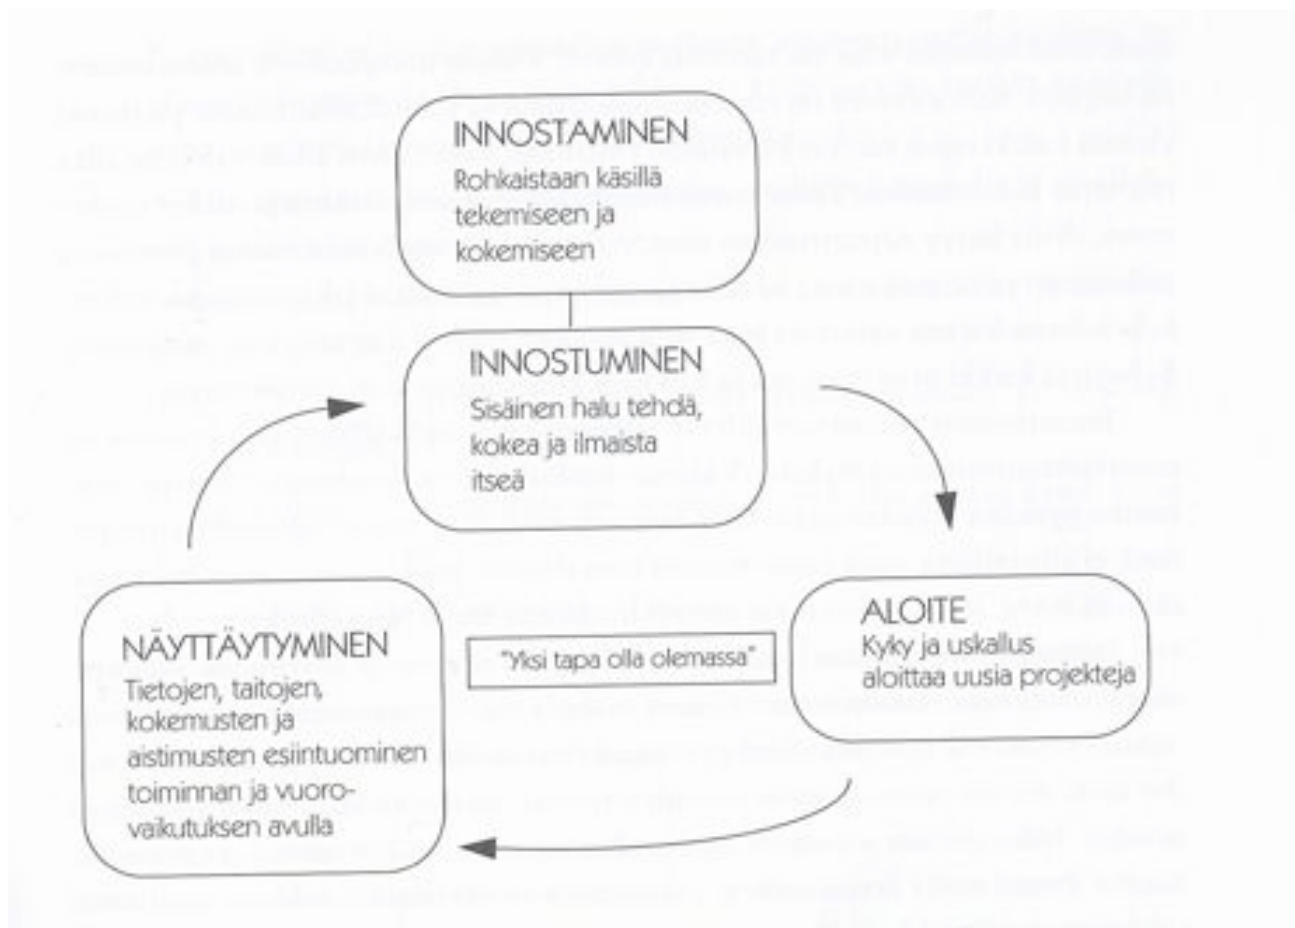 INNOSTAMINEN
Rohkaistaan käsillä
tekemiseen ja
kokemiseen
INNOSTUMINEN
Sisäinen halu tehdä,
kokea ja ilmaista
itseä
NÄYTTÄYTYMINEN
Tietojen, taitojen,
kokemusten ja
aistimusten esiintuominen
toiminnan ja vuoro-
vaikutuksen avulla
"Yksi tapa olla olemassa"
ALOITE
Kyky ja uskallus
aloittaa uusia projekteja